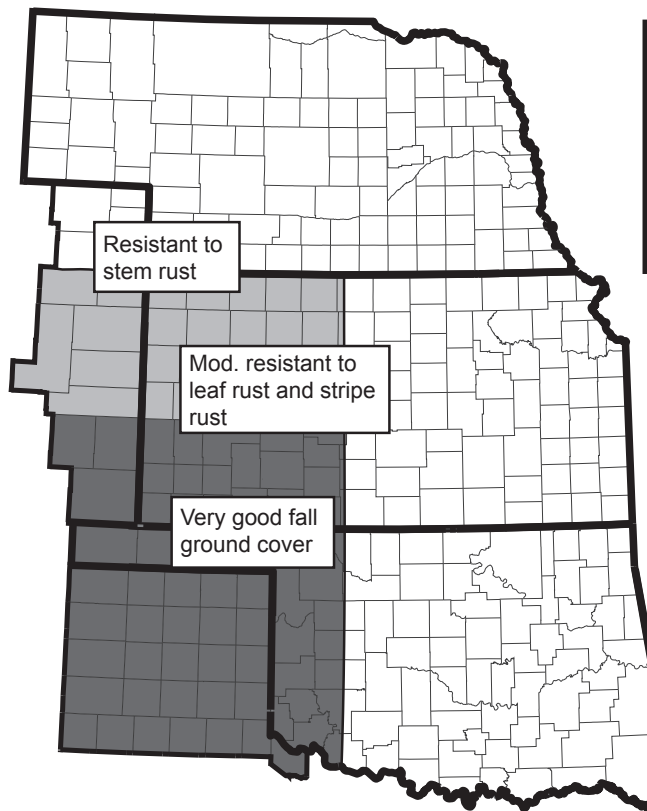 Resistant to
stem rust
Mod. resistant to
leaf rust and stripe
rust
Very good fall
ground cover